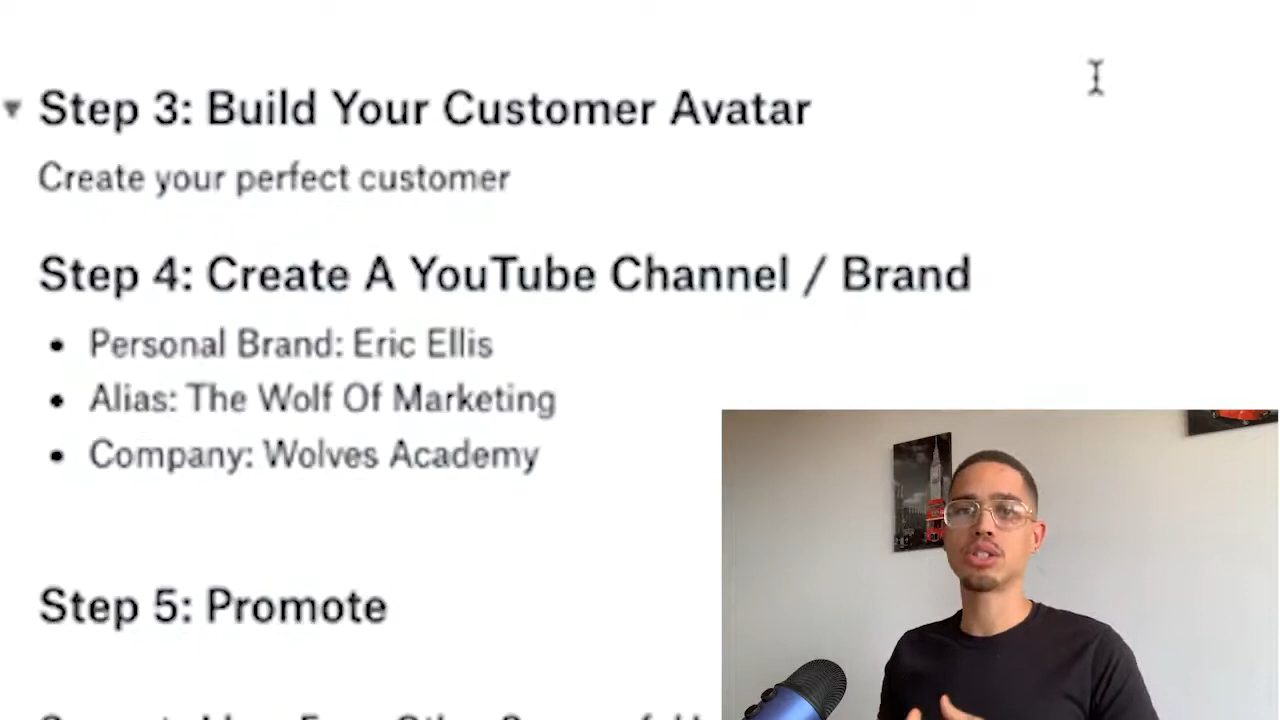 Step 3: Build Your Customer Avatar
Create your perfect customer
Step 4: Create A YouTube Channel / Brand
Personal Brand: Eric Ellis
Alias: The Wolf Of Marketing
Company: Wolves Academy
Step 5: Promote